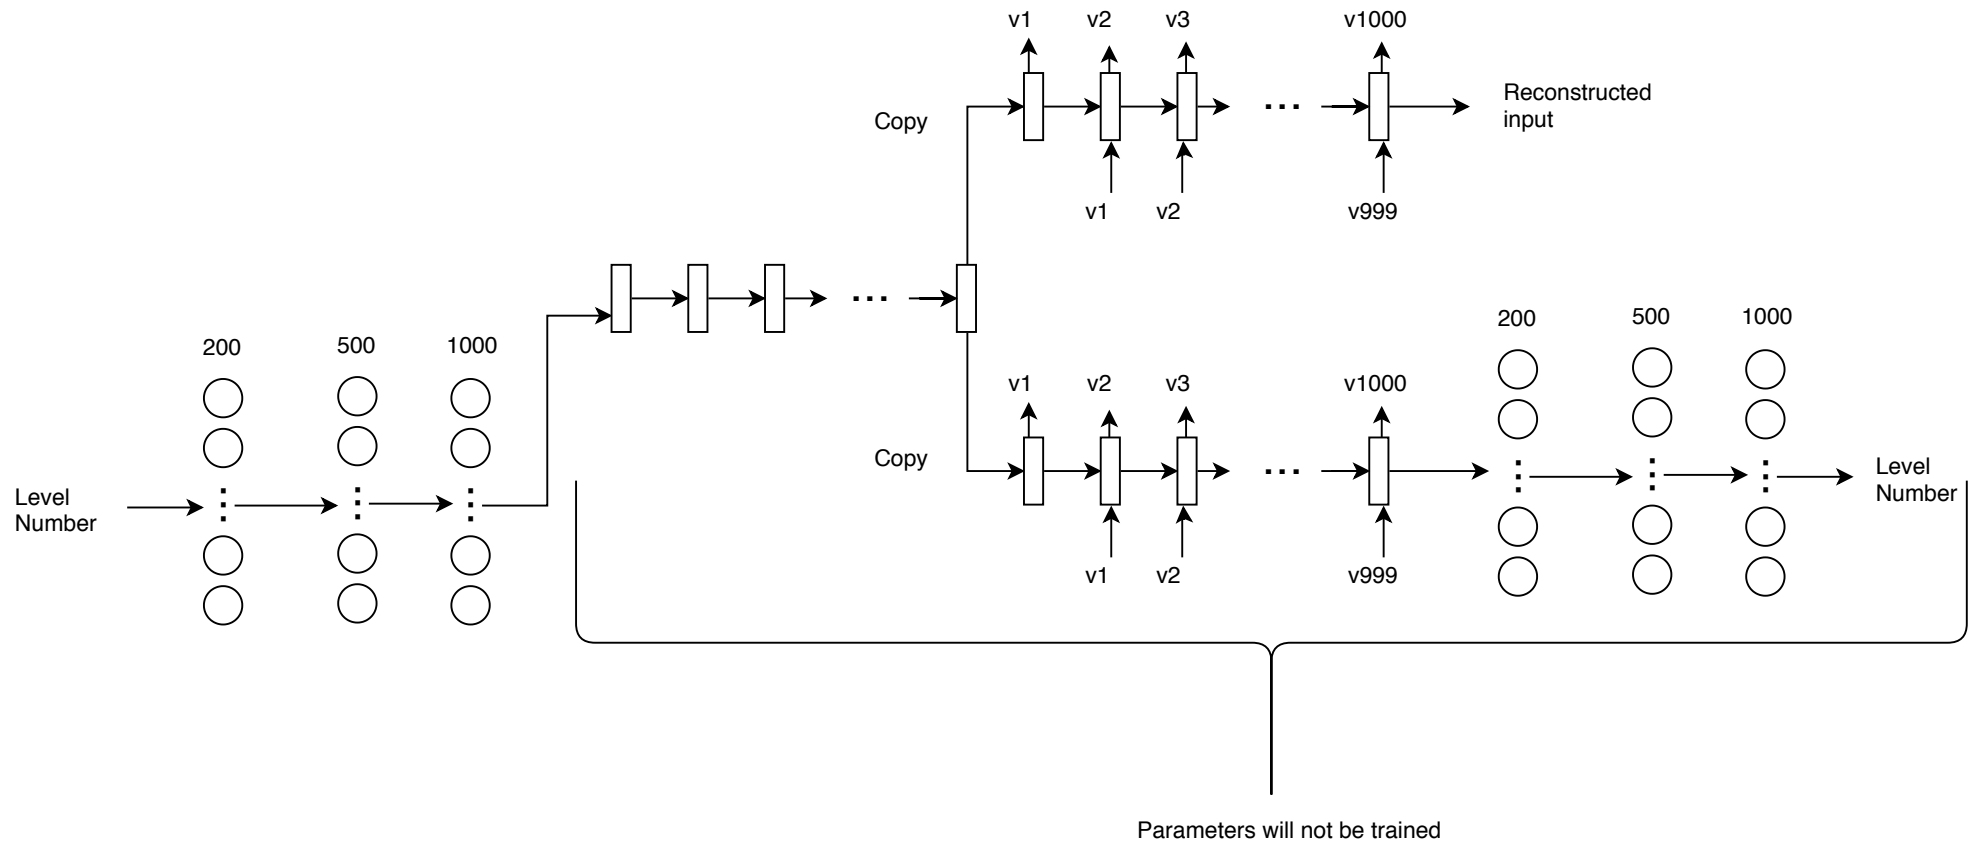 v1 v2 v3 v1000
Copy
... 
Reconstructed
input
v1 v2 v999
...
200 500 1000
Level
Number
v1 v2 v3 v1000
Copy
...
v1 v2 v999
200 500 1000
Level
Number
Parameters will not be trained